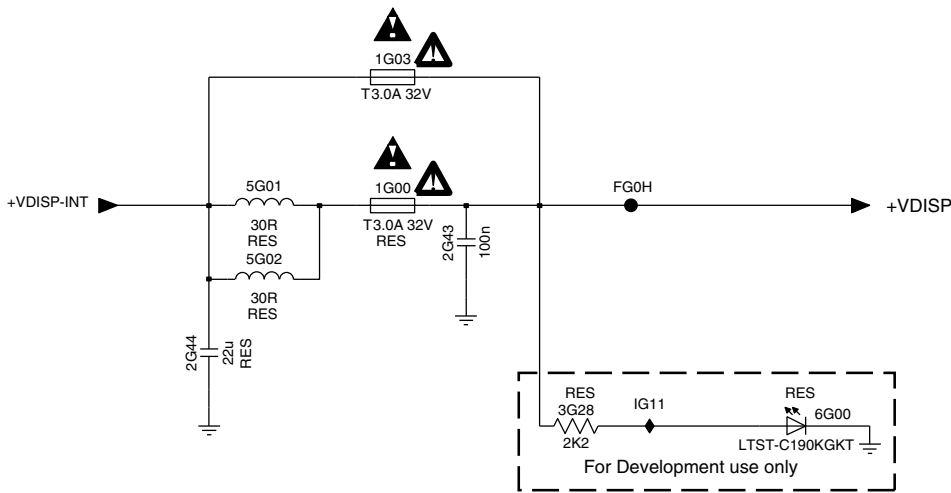 1G03
T3.0A 32V
5G01
1G00
FG0H
+VDISP-INT
+VDISP
30R
RES
T3.0A 32V
RES
2G43
100n
5G02
30R
RES
2G44
22u
RES
RES
3G28
2K2
IG11
RES
6G00
LTST-C190KGKT
For Development use only